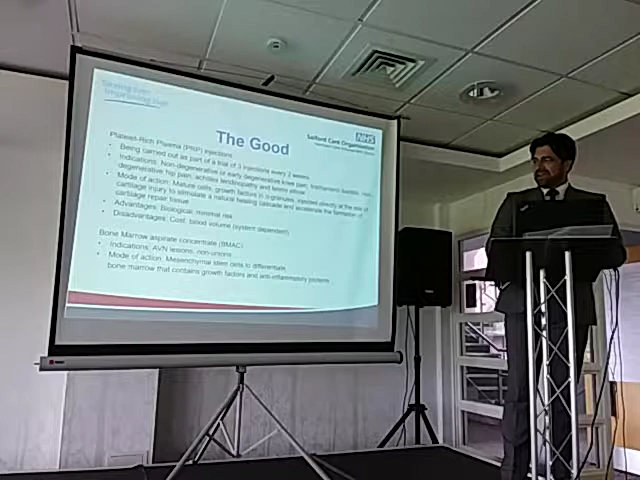 Saving lives
Improving lives
The Good
NHS
Salford Care Organisation
Platelet-Rich Plasma (PRP) injections
• Being carried out as part of a trial of 3 injections every 2 weeks
• Indications: Non-degenerative or early degenerative knee pain, trochanteric bursitis, non-
degenerative hip pain, achilles tendinopathy and tennis elbow
• Mode of action: Mature cells, growth factors in α-granules, injected directly at the site of
cartilage injury to stimulate a natural healing cascade and accelerate the formation of
cartilage repair tissue
• Advantages: Biological, minimal risk
• Disadvantages: Cost, blood volume (system dependent)
Bone Marrow aspirate concentrate (BMAC)
• Indications: AVN lesions, non-unions
• Mode of action: Mesenchymal stem cells to differentiate,
bone marrow that contains growth factors and anti-inflammatory proteins